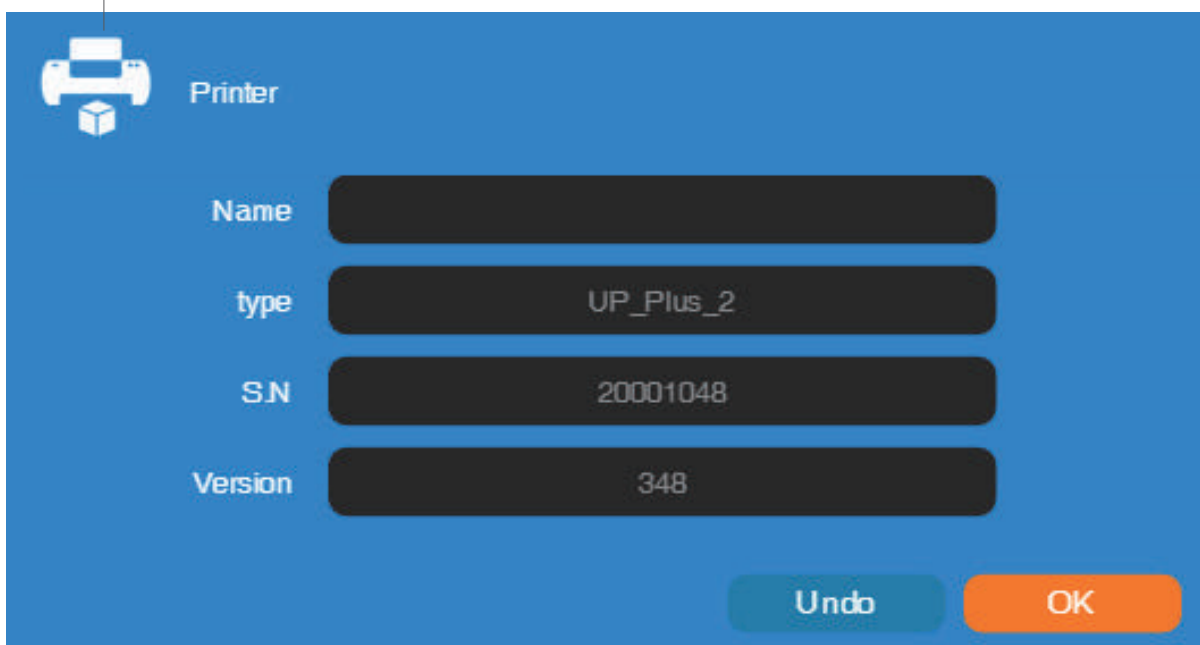 Printer
Name
type UP_Plus_2
S.N 20001048
Version 348
Undo OK